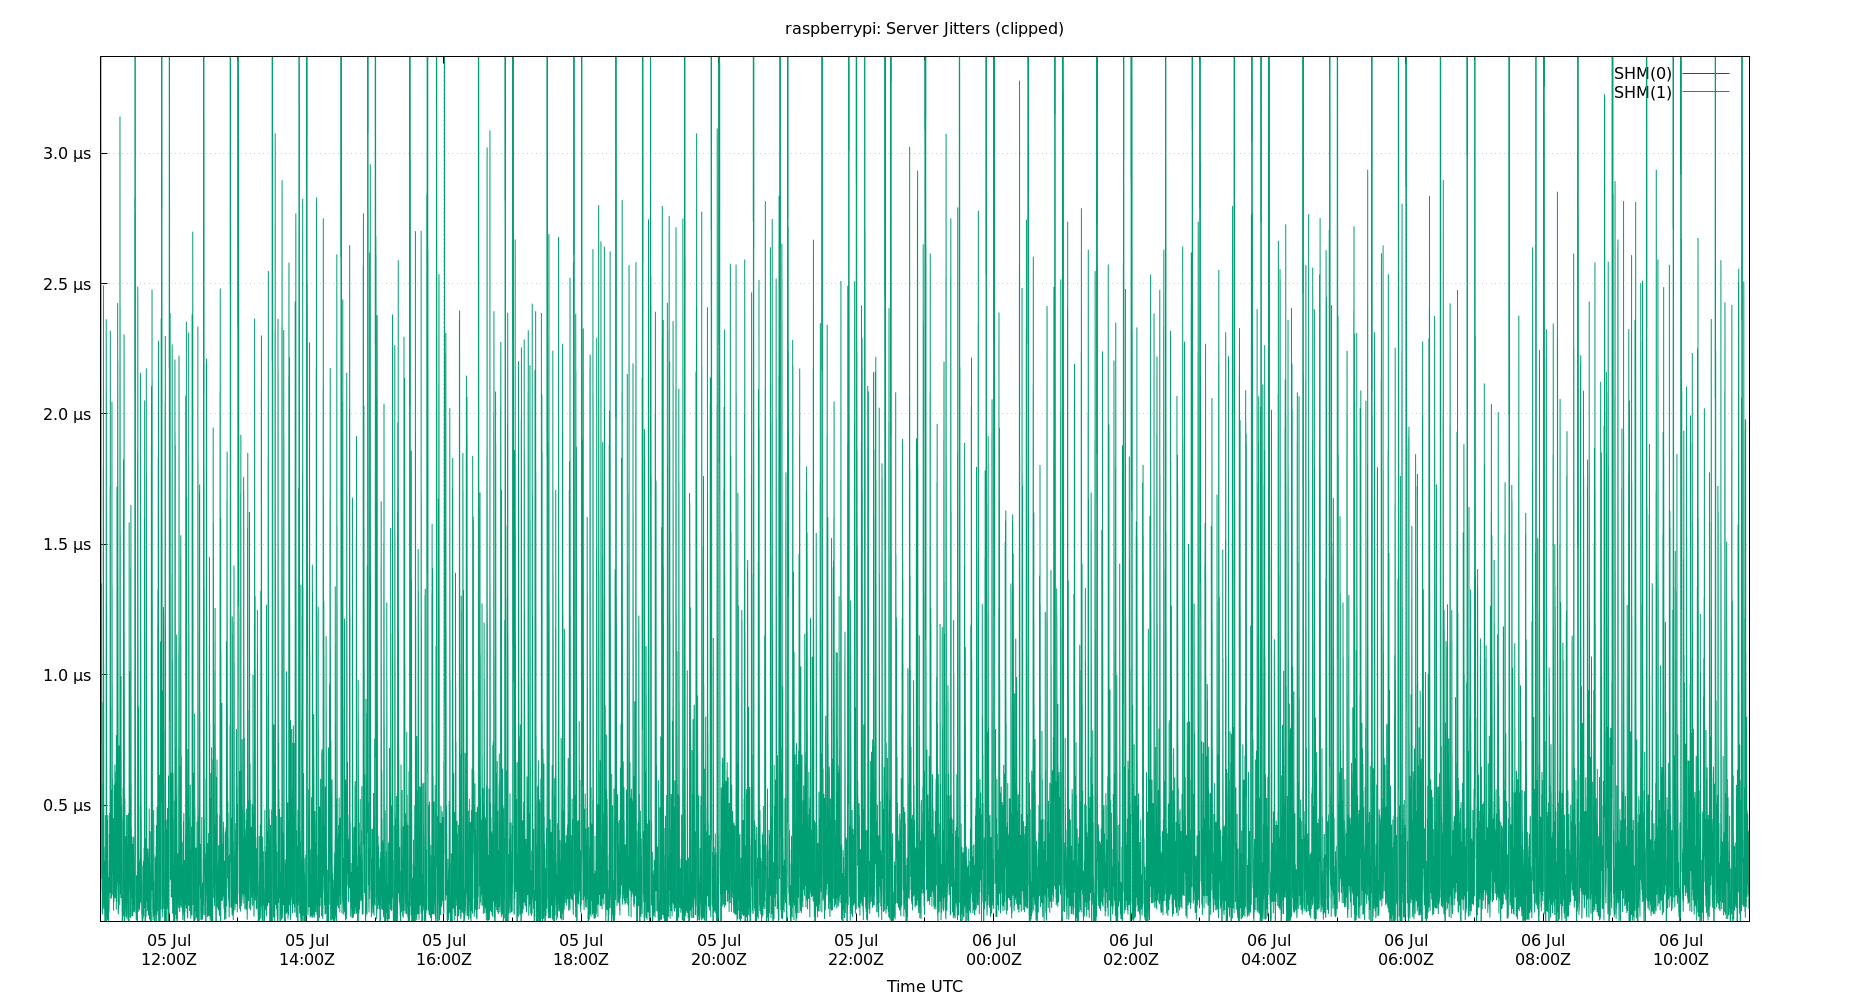 raspberrypi: Server Jitters (clipped)
SHM(0)
SHM(1)
3.0 μs
2.5 μs
2.0 μs
1.5 μs
1.0 μs
0.5 μs
05 Jul 05 Jul 05 Jul 05 Jul 05 Jul 05 Jul 06 Jul 06 Jul 06 Jul 06 Jul 06 Jul 06 Jul
12:00Z 14:00Z 16:00Z 18:00Z 20:00Z 22:00Z 00:00Z 02:00Z 04:00Z 06:00Z 08:00Z 10:00Z
Time UTC